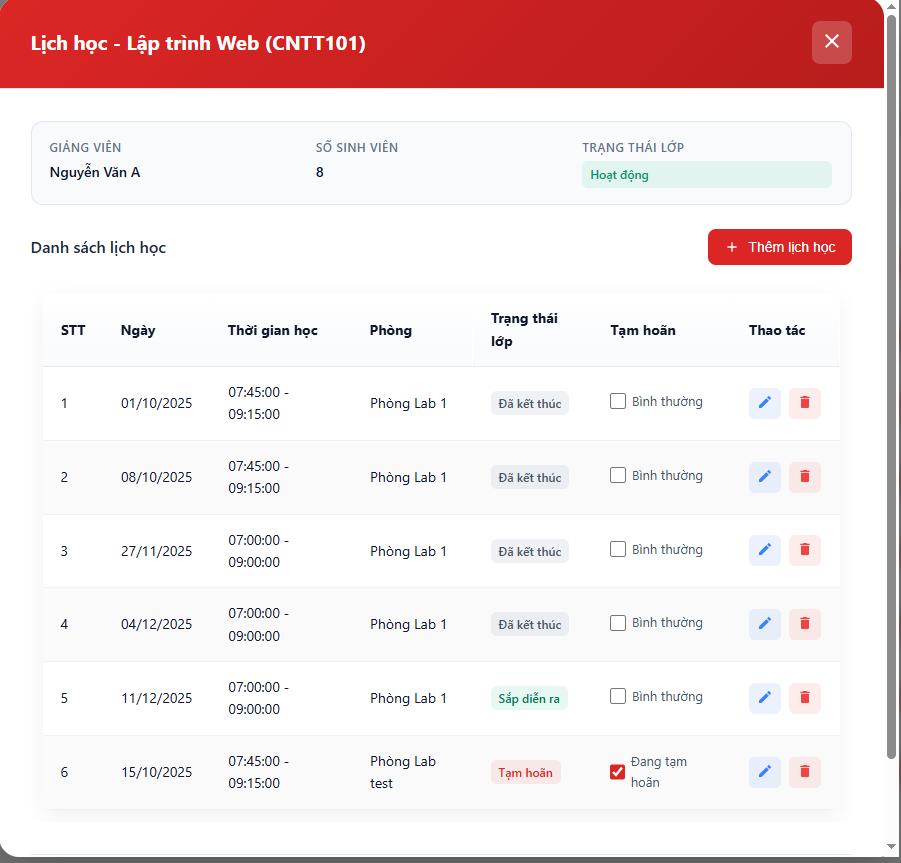 Lịch học - Lập trình Web (CNTT101)
GIẢNG VIÊN SỐ SINH VIÊN TRẠNG THÁI LỚP
Nguyễn Văn A 8 Hoạt động
Danh sách lịch học + Thêm lịch học
STT Ngày Thời gian học Phòng Trạng thái lớp Tạm hoãn Thao tác
1 01/10/2025 07:45:00 - 09:15:00 Phòng Lab 1 Đã kết thúc Bình thường
2 08/10/2025 07:45:00 - 09:15:00 Phòng Lab 1 Đã kết thúc Bình thường
3 27/11/2025 07:00:00 - 09:00:00 Phòng Lab 1 Đã kết thúc Bình thường
4 04/12/2025 07:00:00 - 09:00:00 Phòng Lab 1 Đã kết thúc Bình thường
5 11/12/2025 07:00:00 - 09:00:00 Phòng Lab 1 Sắp diễn ra Bình thường
6 15/10/2025 07:45:00 - 09:15:00 Phòng Lab test Tạm hoãn Đang tạm hoãn